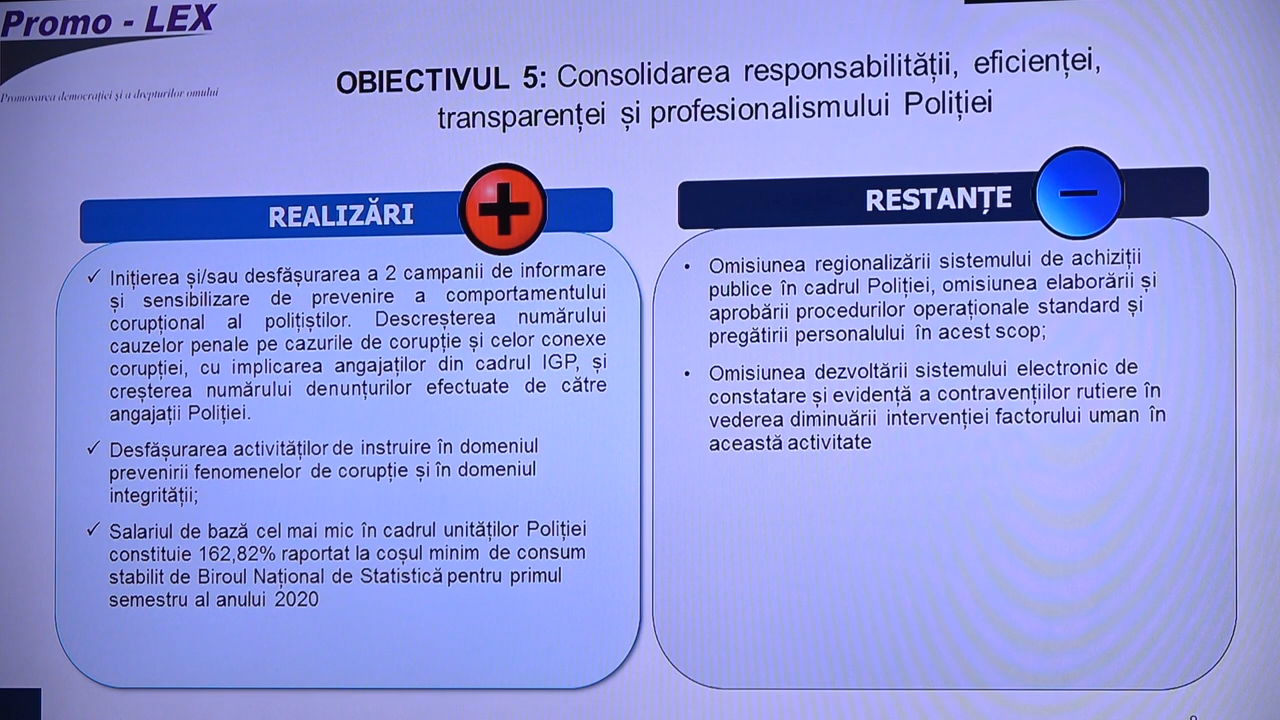 Promo - LEX
Promovarea democrației și a drepturilor omului
OBIECTIVUL 5: Consolidarea responsabilității, eficienței,
transparenței și profesionalismului Poliției
REALIZĂRI
✓ Inițierea și/sau desfășurarea a 2 campanii de informare
și sensibilizare de prevenire a comportamentului
corupțional al polițiștilor. Descreșterea numărului
cauzelor penale pe cazurile de corupție și celor conexe
corupției, cu implicarea angajaților din cadrul IGP, și
creșterea numărului denunțurilor efectuate de către
angajații Poliției.
✓ Desfășurarea activităților de instruire în domeniul
prevenirii fenomenelor de corupție și în domeniul
integrității;
✓ Salariul de bază cel mai mic în cadrul unităților Poliției
constituie 162,82% raportat la coșul minim de consum
stabilit de Biroul Național de Statistică pentru primul
semestru al anului 2020
RESTANȚE
• Omisiunea regionalizării sistemului de achiziții
publice în cadrul Poliției, omisiunea elaborării și
aprobării procedurilor operaționale standard și
pregătirii personalului în acest scop;
• Omisiunea dezvoltării sistemului electronic de
constatare și evidență a contravențiilor rutiere în
vederea diminuării intervenției factorului uman în
această activitate